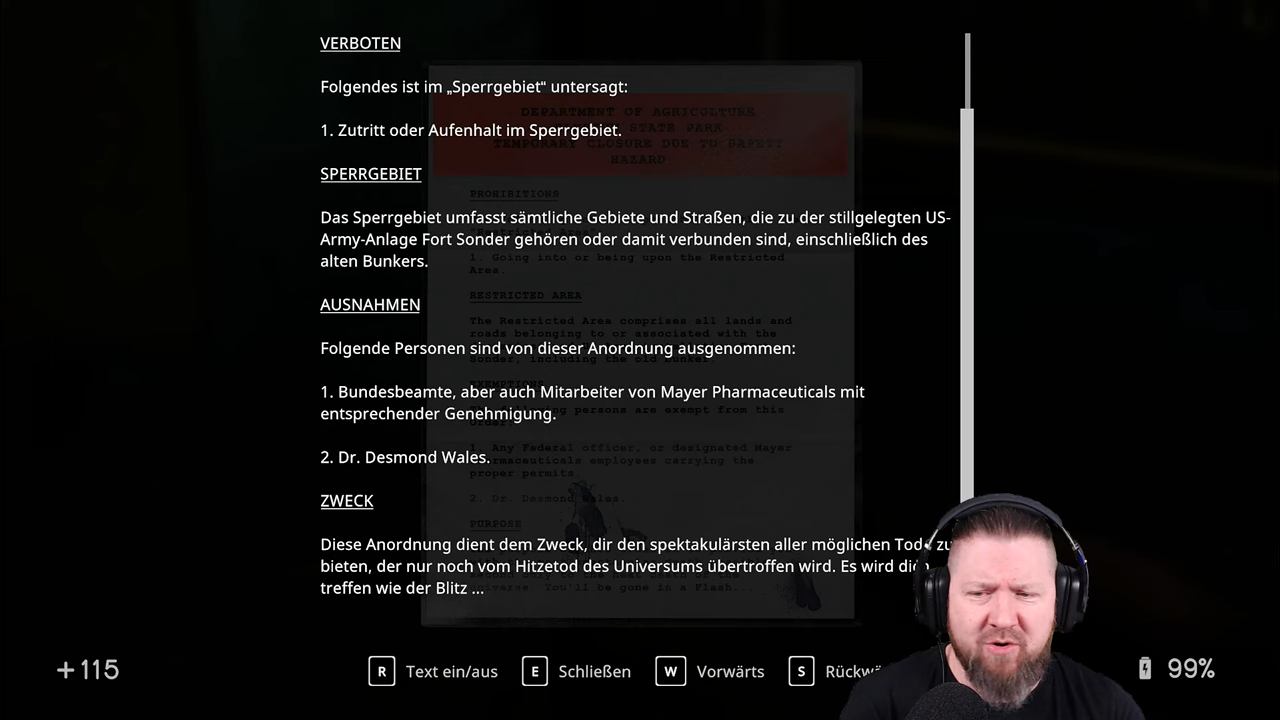 VERBOTEN
Folgendes ist im „Sperrgebiet“ untersagt:
1. Zutritt oder Aufenthalt im Sperrgebiet.
SPERRGEBIET
Das Sperrgebiet umfasst sämtliche Gebiete und Straßen, die zu der stillgelegten US-
Army-Anlage Fort Sonder gehören oder damit verbunden sind, einschließlich des
alten Bunkers.
AUSNAHMEN
Folgende Personen sind von dieser Anordnung ausgenommen:
1. Bundesbeamte, aber auch Mitarbeiter von Mayer Pharmaceuticals mit
entsprechender Genehmigung.
2. Dr. Desmond Wales.
ZWECK
Diese Anordnung dient dem Zweck, dir den spektakulärsten aller möglichen Tode zu
bieten, der nur noch vom Hitzetod des Universums übertroffen wird. Es wird dich
treffen wie der Blitz ...
DEPARTMENT OF AGRICULTURE
STATE PARK
TEMPORARY CLOSURE DUE TO SAFETY
HAZARD
PROHIBITIONS
1. Going into or being upon the Restricted
Area.
RESTRICTED AREA
The Restricted Area comprises all lands and
roads belonging to or associated with the
Sonder, including the old Bunker.
persons are exempt from this
1. Any Federal officer, or designated Mayer
employees carrying the
proper permits.
2. Dr. Desmond Wales.
PURPOSE
You'll be gone in a Flash...
+115
R Text ein/aus E Schließen W Vorwärts S
99%